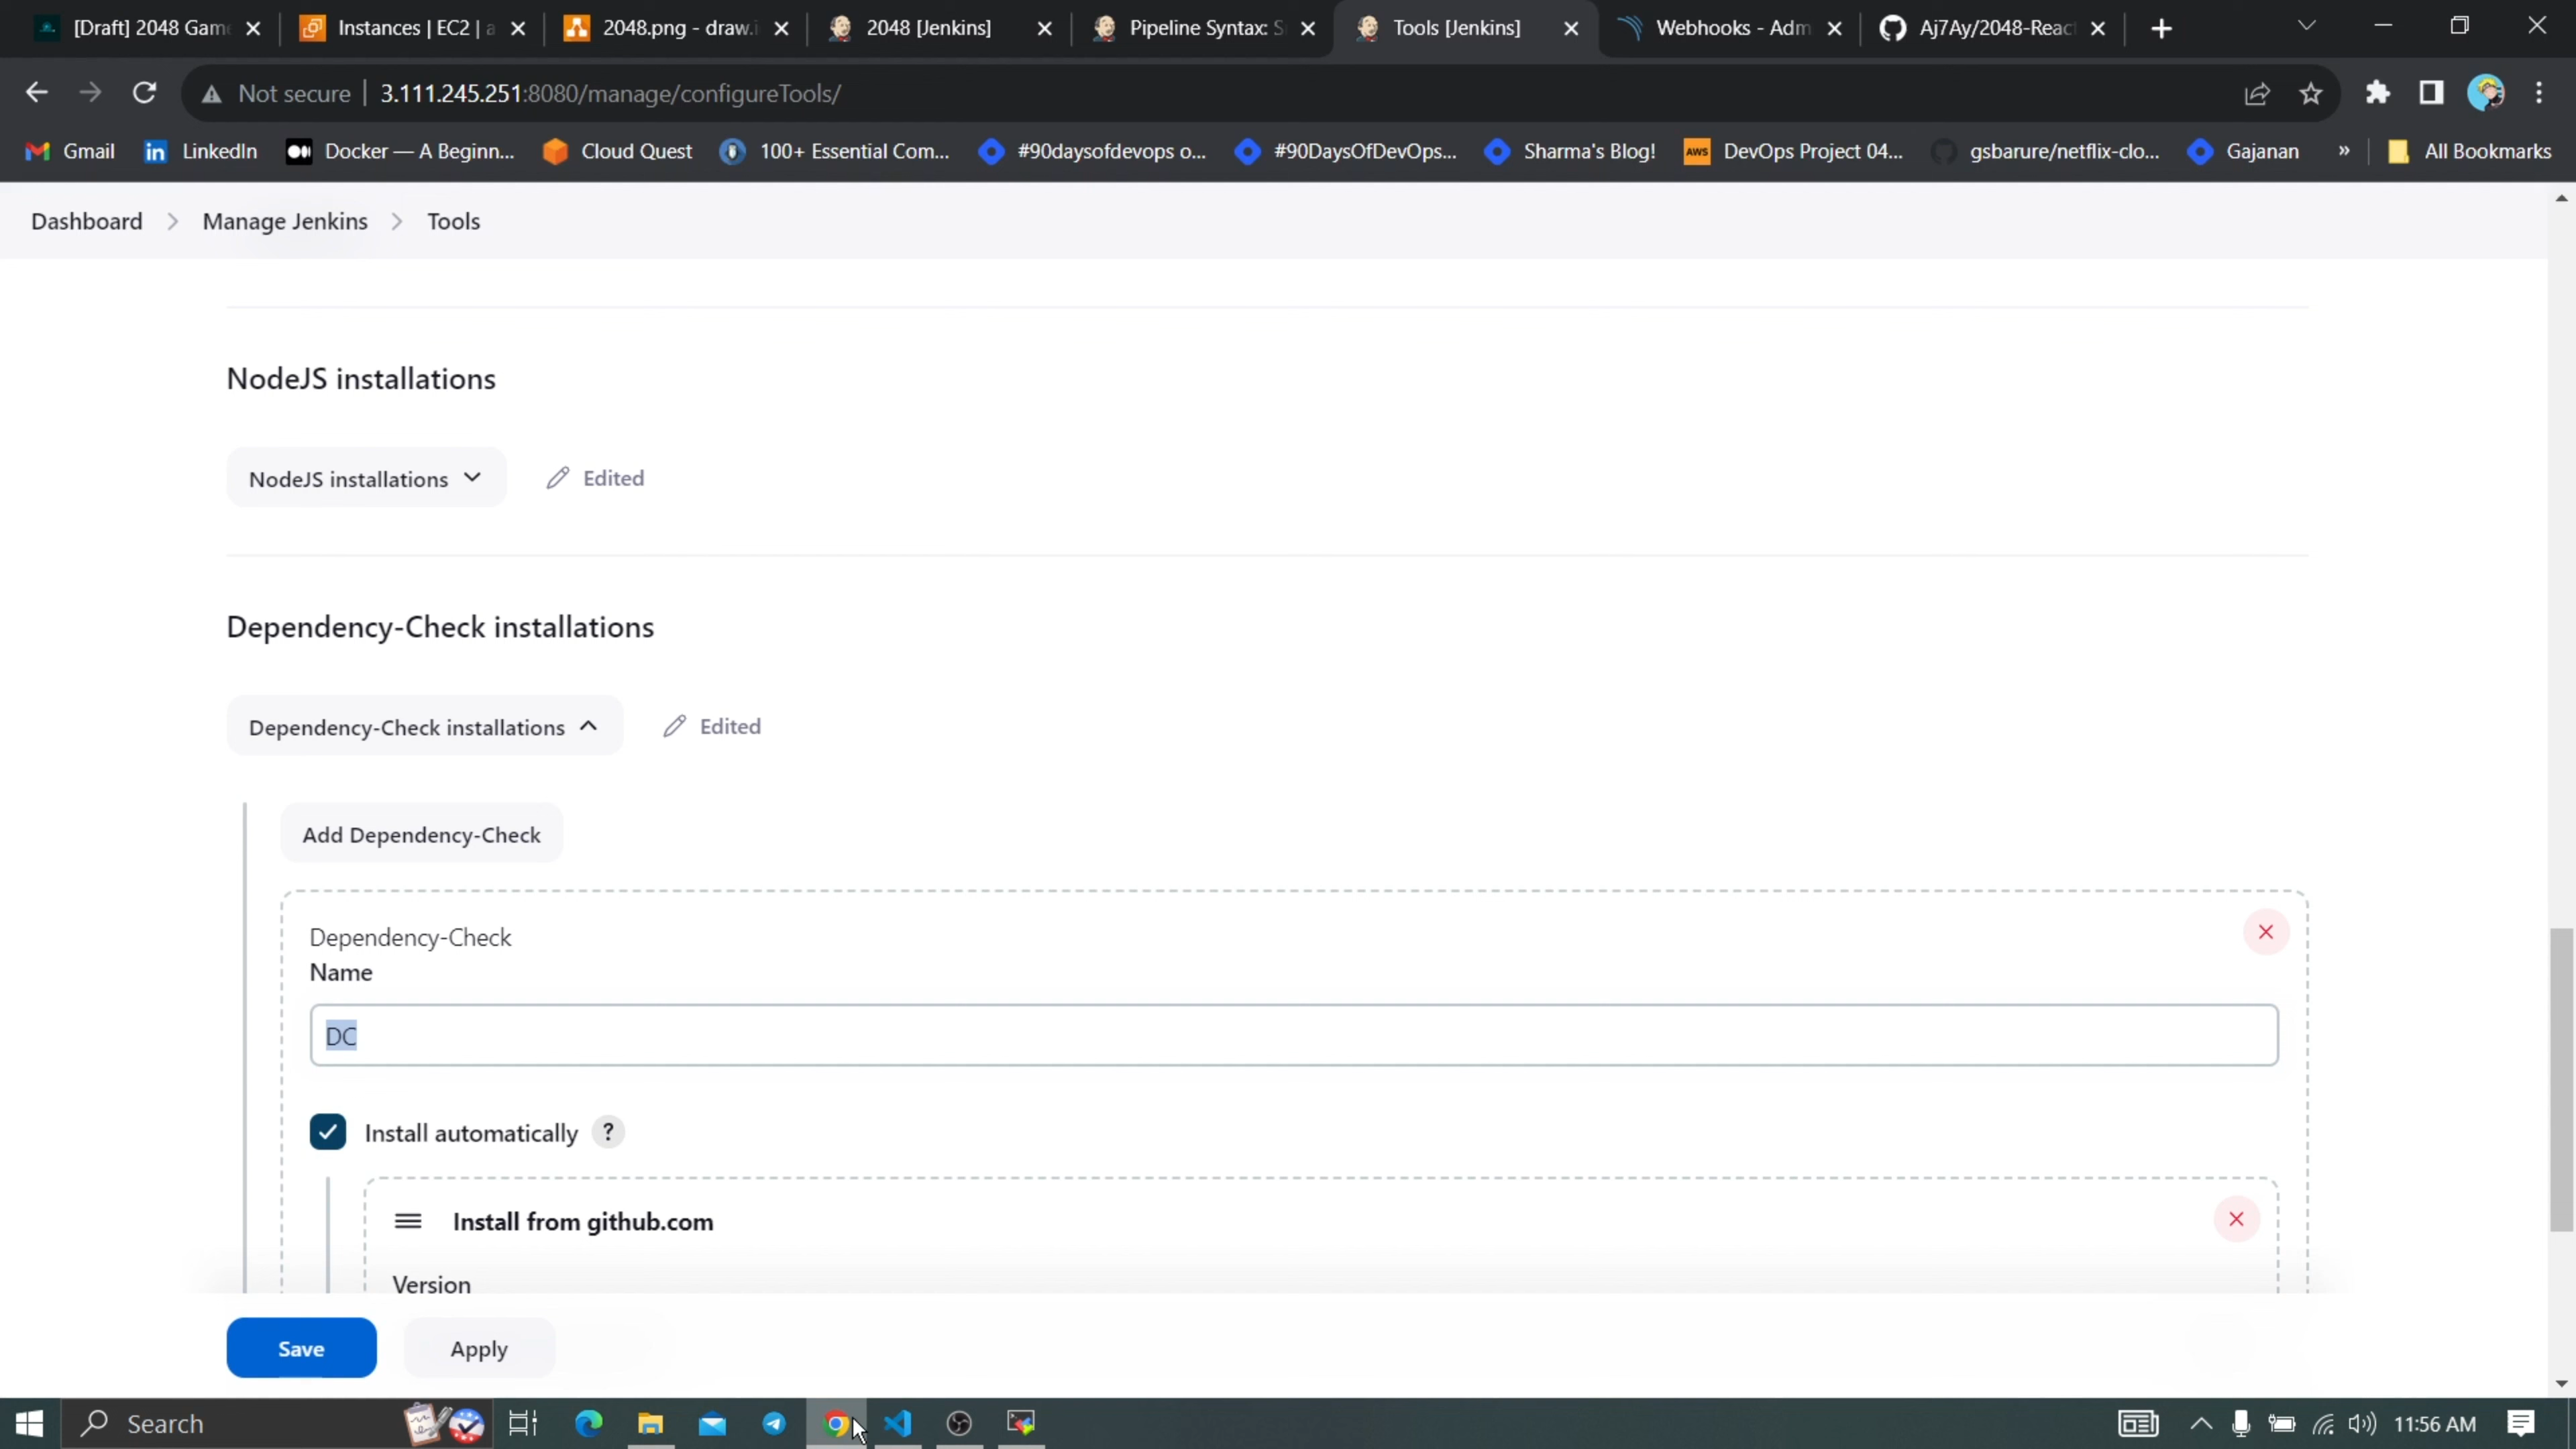 [Draft] 2048 Game
Instances | EC2 | a
2048.png - draw.i
2048 [Jenkins]
Pipeline Syntax: S
Tools [Jenkins]
Webhooks - Adm
Aj7Ay/2048-React
Not secure
3.111.245.251:8080/manage/configureTools/
Gmail
LinkedIn
Docker — A Beginn...
Cloud Quest
100+ Essential Com...
#90daysofdevops o...
#90DaysOfDevOps...
Sharma's Blog!
aws
DevOps Project 04...
gsbarure/netflix-clo...
Gajanan
»
All Bookmarks
Dashboard > Manage Jenkins > Tools
NodeJS installations
NodeJS installations
Edited
Dependency-Check installations
Dependency-Check installations
Edited
Add Dependency-Check
Dependency-Check
Name
DC
Install automatically ?
Install from github.com
Version
Save
Apply
Search
11:56 AM